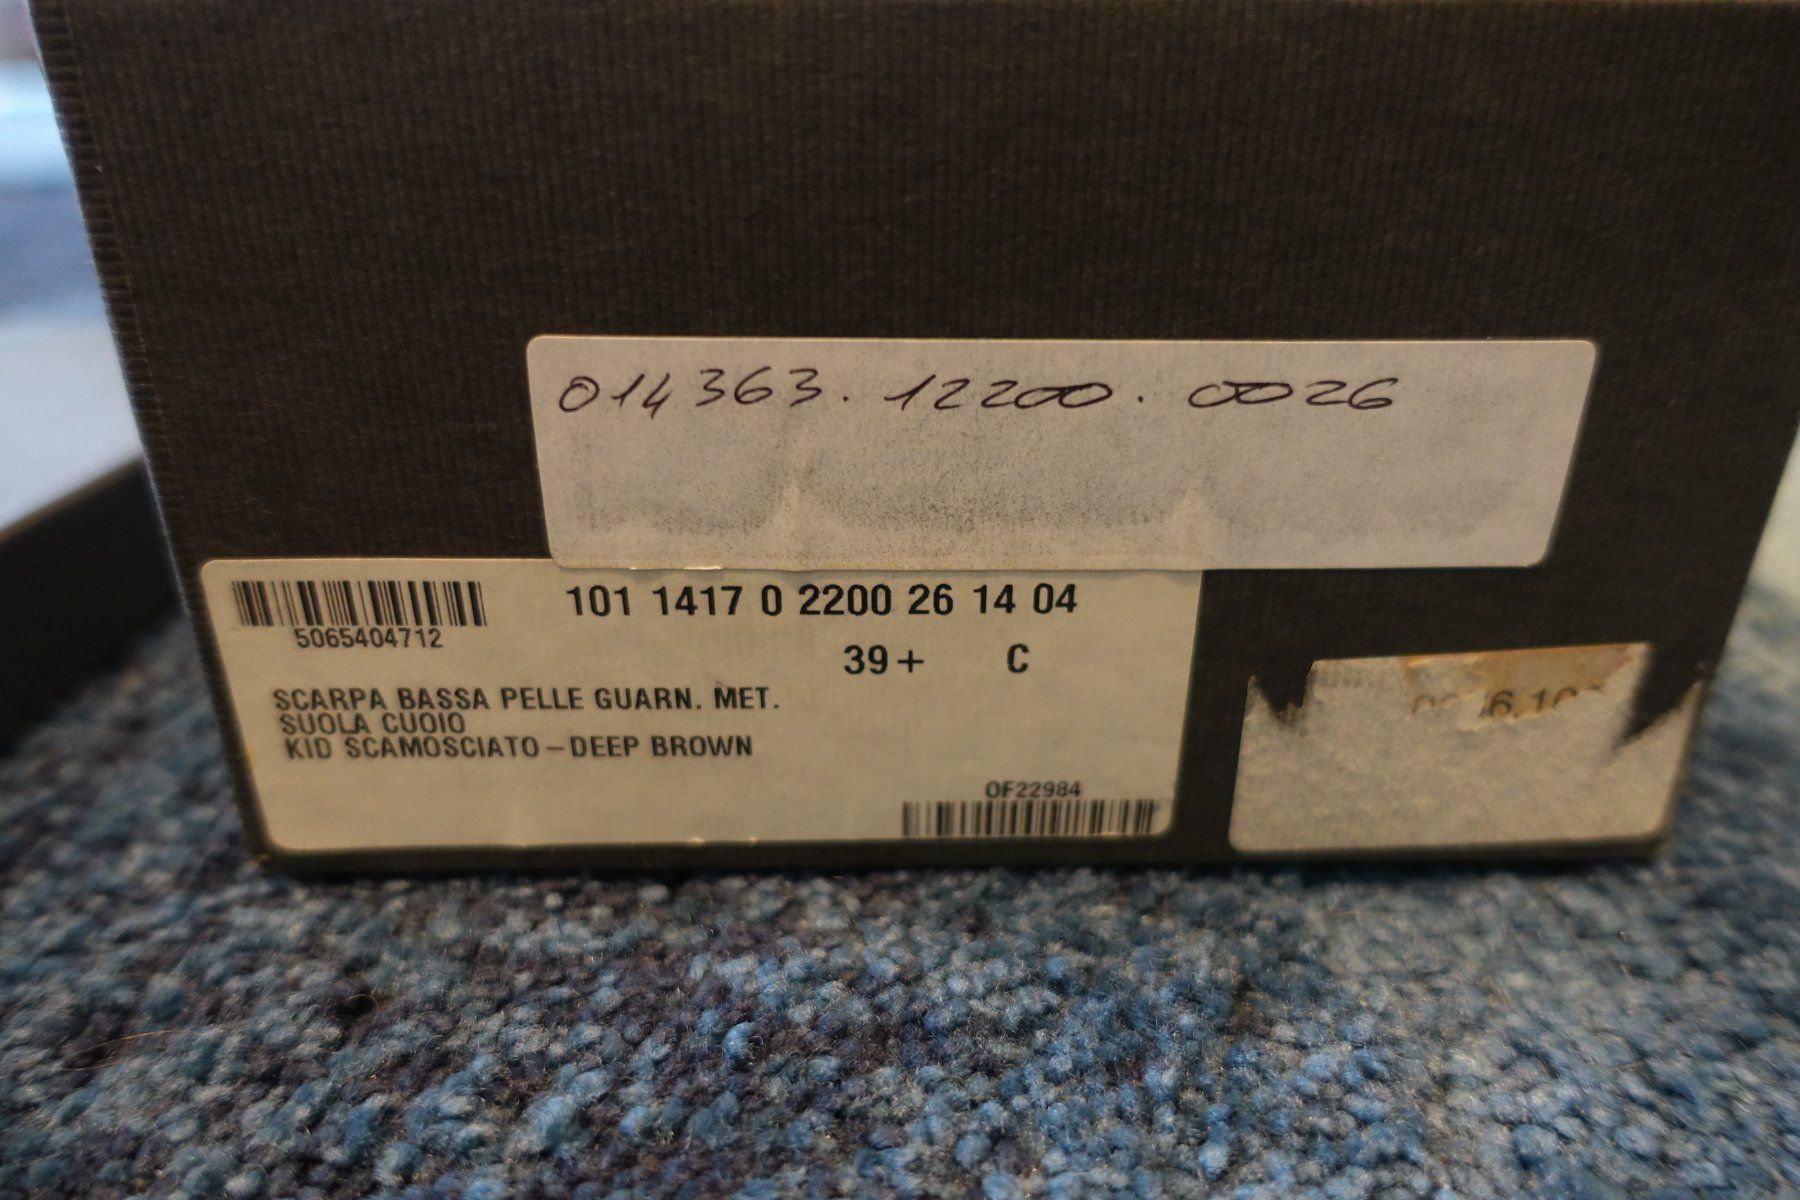 014363. 12200. 0026
101 1417 0 2200 26 14 04
5065404712
39+ C
SCARPA BASSA PELLE GUARN. MET.
SUOLA CUOIO
KID SCAMOSCIATO-DEEP BROWN
OF22984